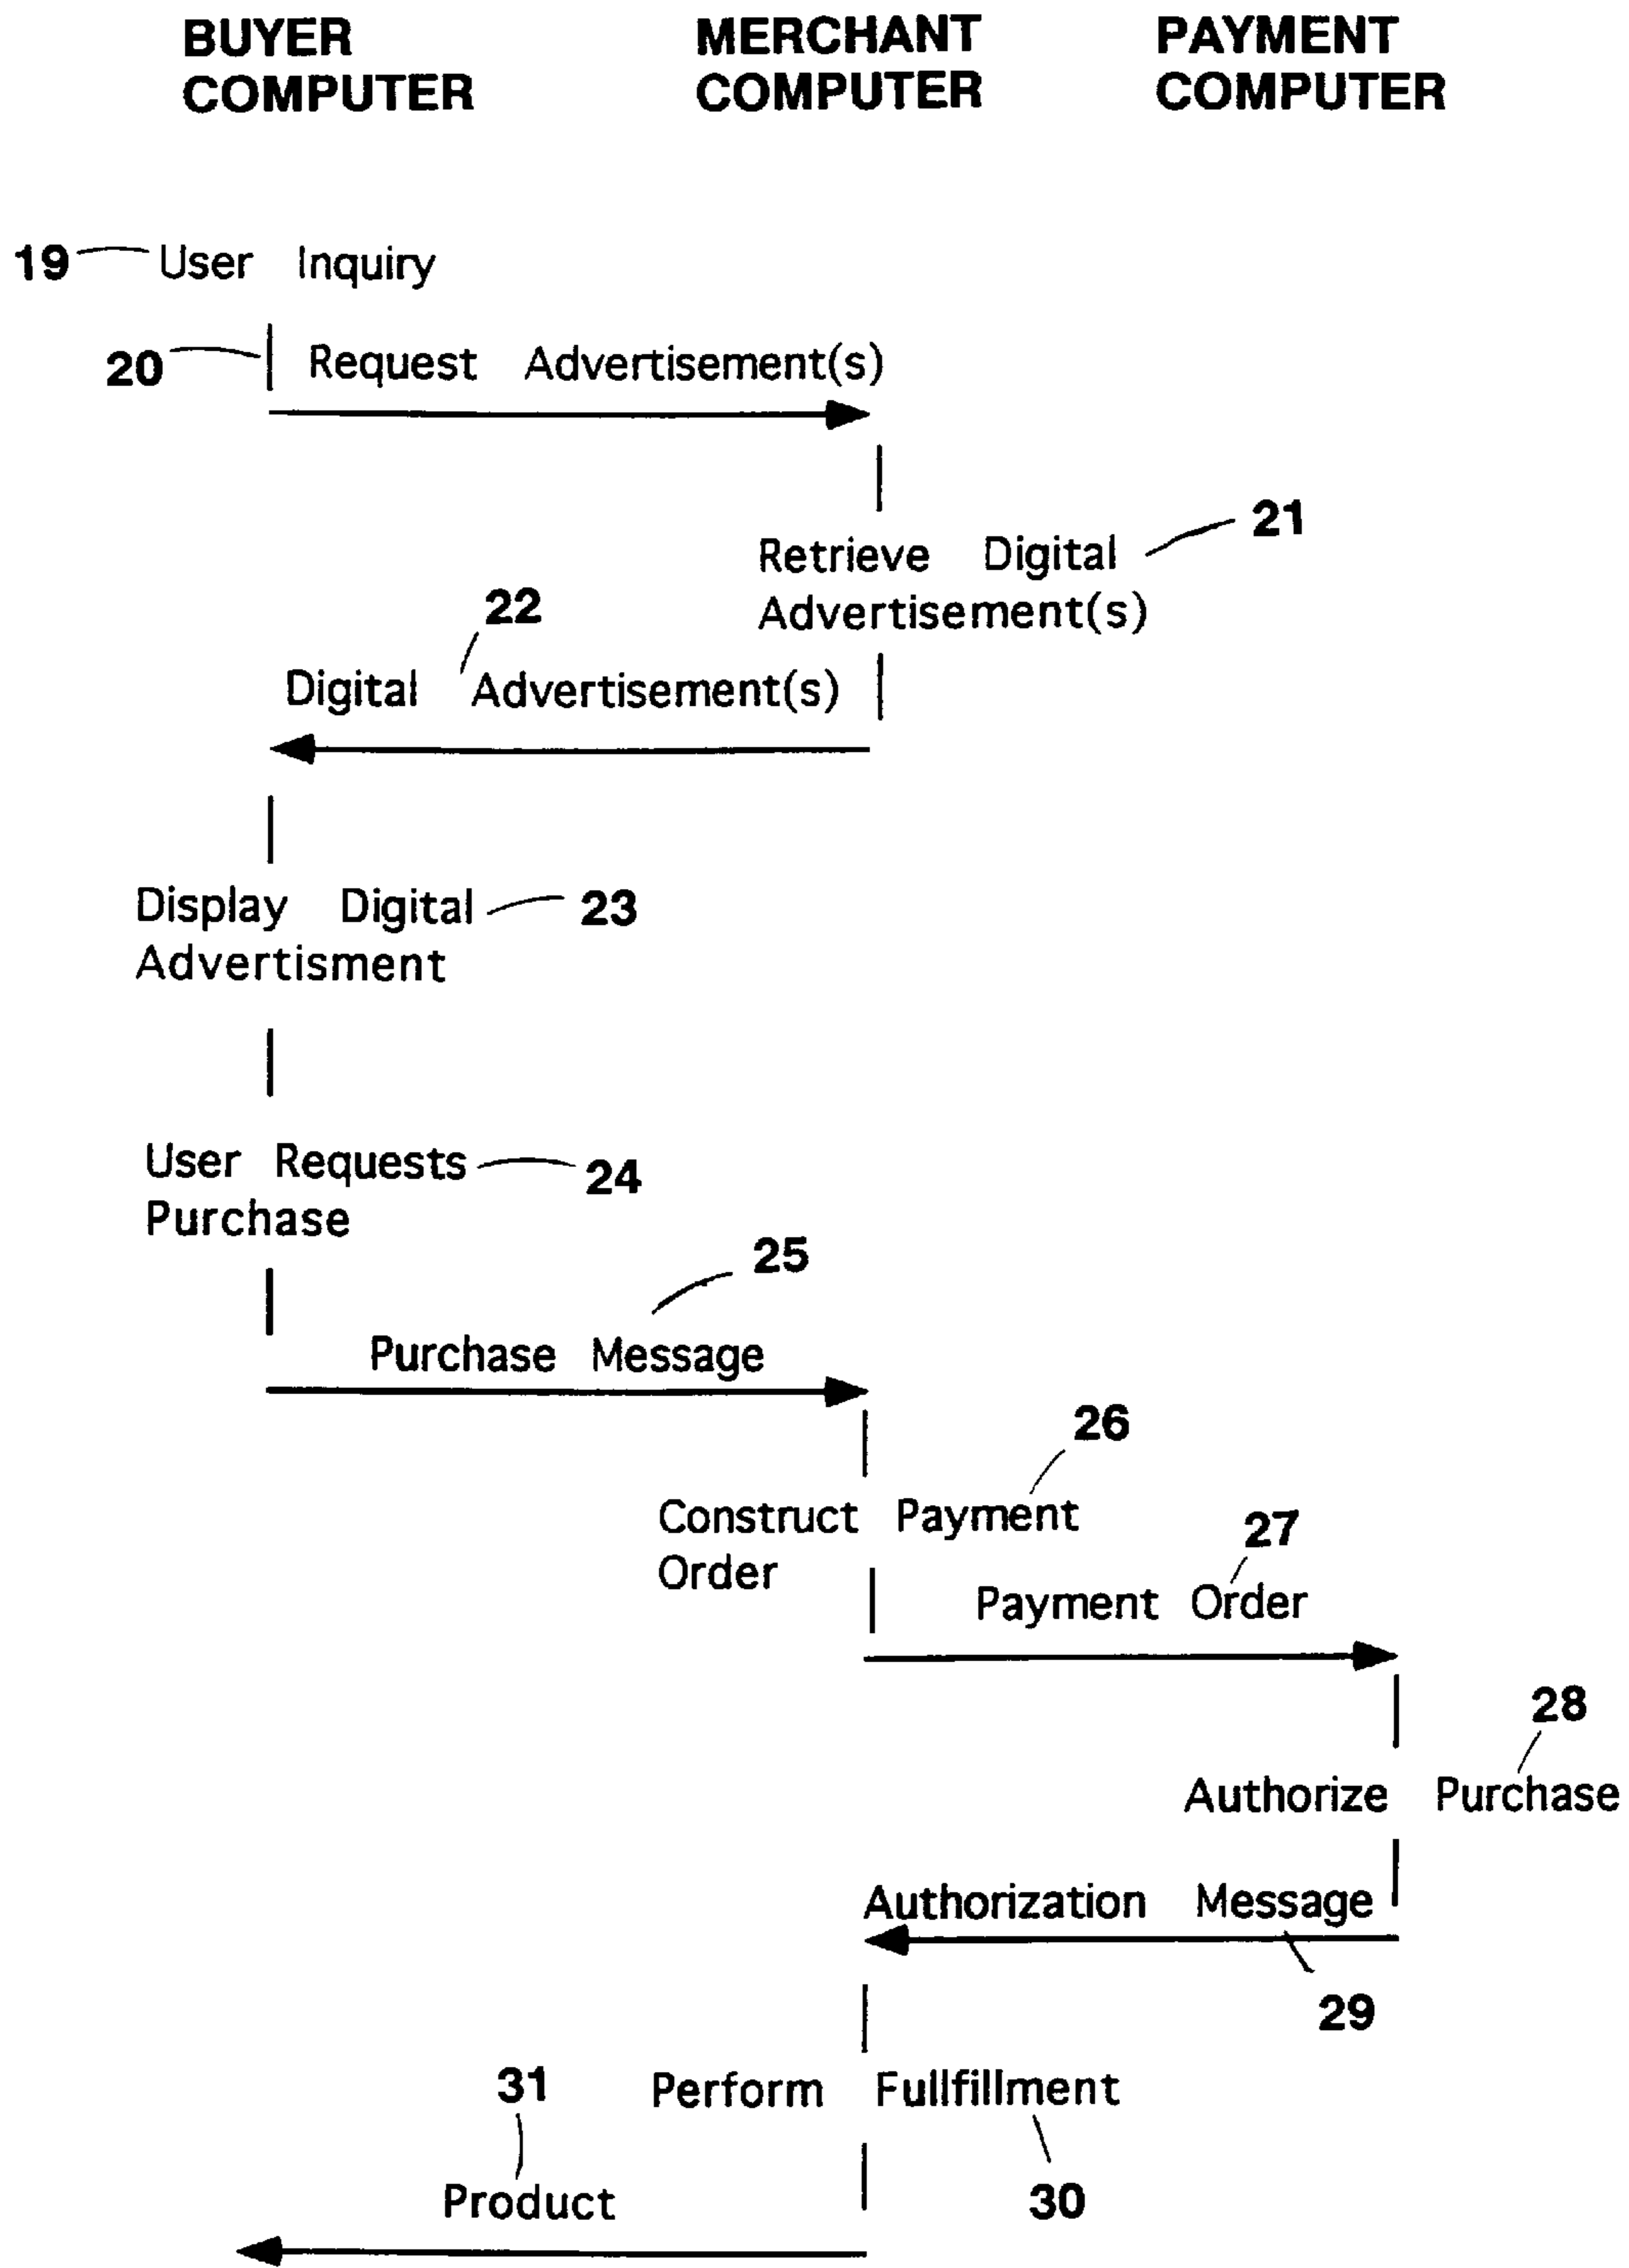 BUYER COMPUTER
MERCHANT COMPUTER
PAYMENT COMPUTER
19 User Inquiry
20 Request Advertisement(s)
21
Retrieve Digital
Advertisement(s)
22
Digital Advertisement(s)
Display Digital 23
Advertisment
User Requests 24
Purchase
25
Purchase Message
26
Construct Payment
Order
27
Payment Order
28
Authorize Purchase
Authorization Message
29
31
Perform Fullfillment
30
Product